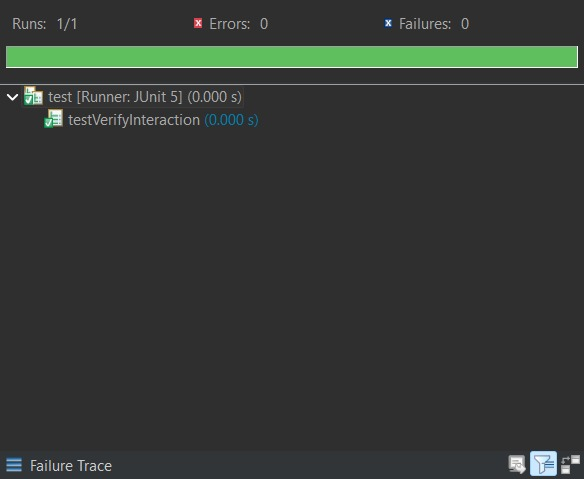 Runs: 1/1 Errors: 0 Failures: 0
test [Runner: JUnit 5] (0.000 s)
testVerifyInteraction (0.000 s)
Failure Trace